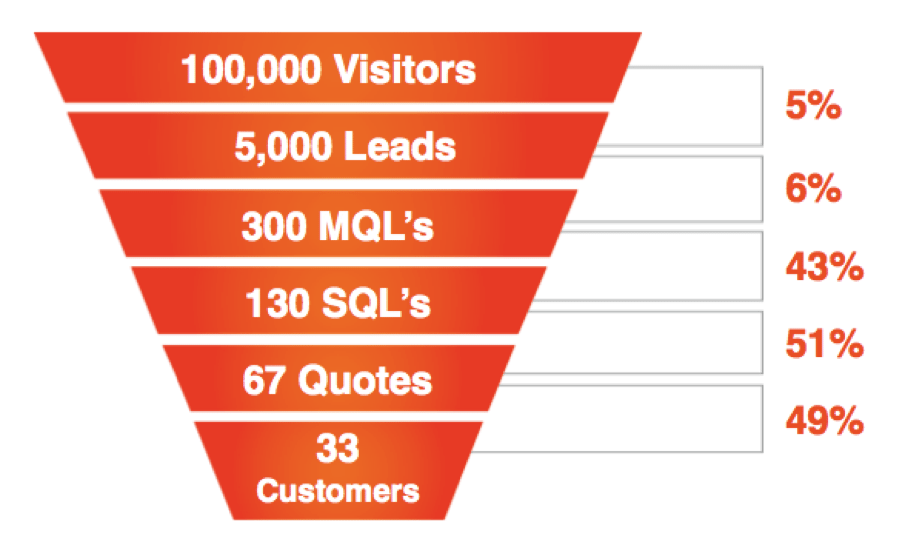 100,000 Visitors
5%
5,000 Leads
6%
300 MQL’s
43%
130 SQL’s
51%
67 Quotes
49%
33
Customers